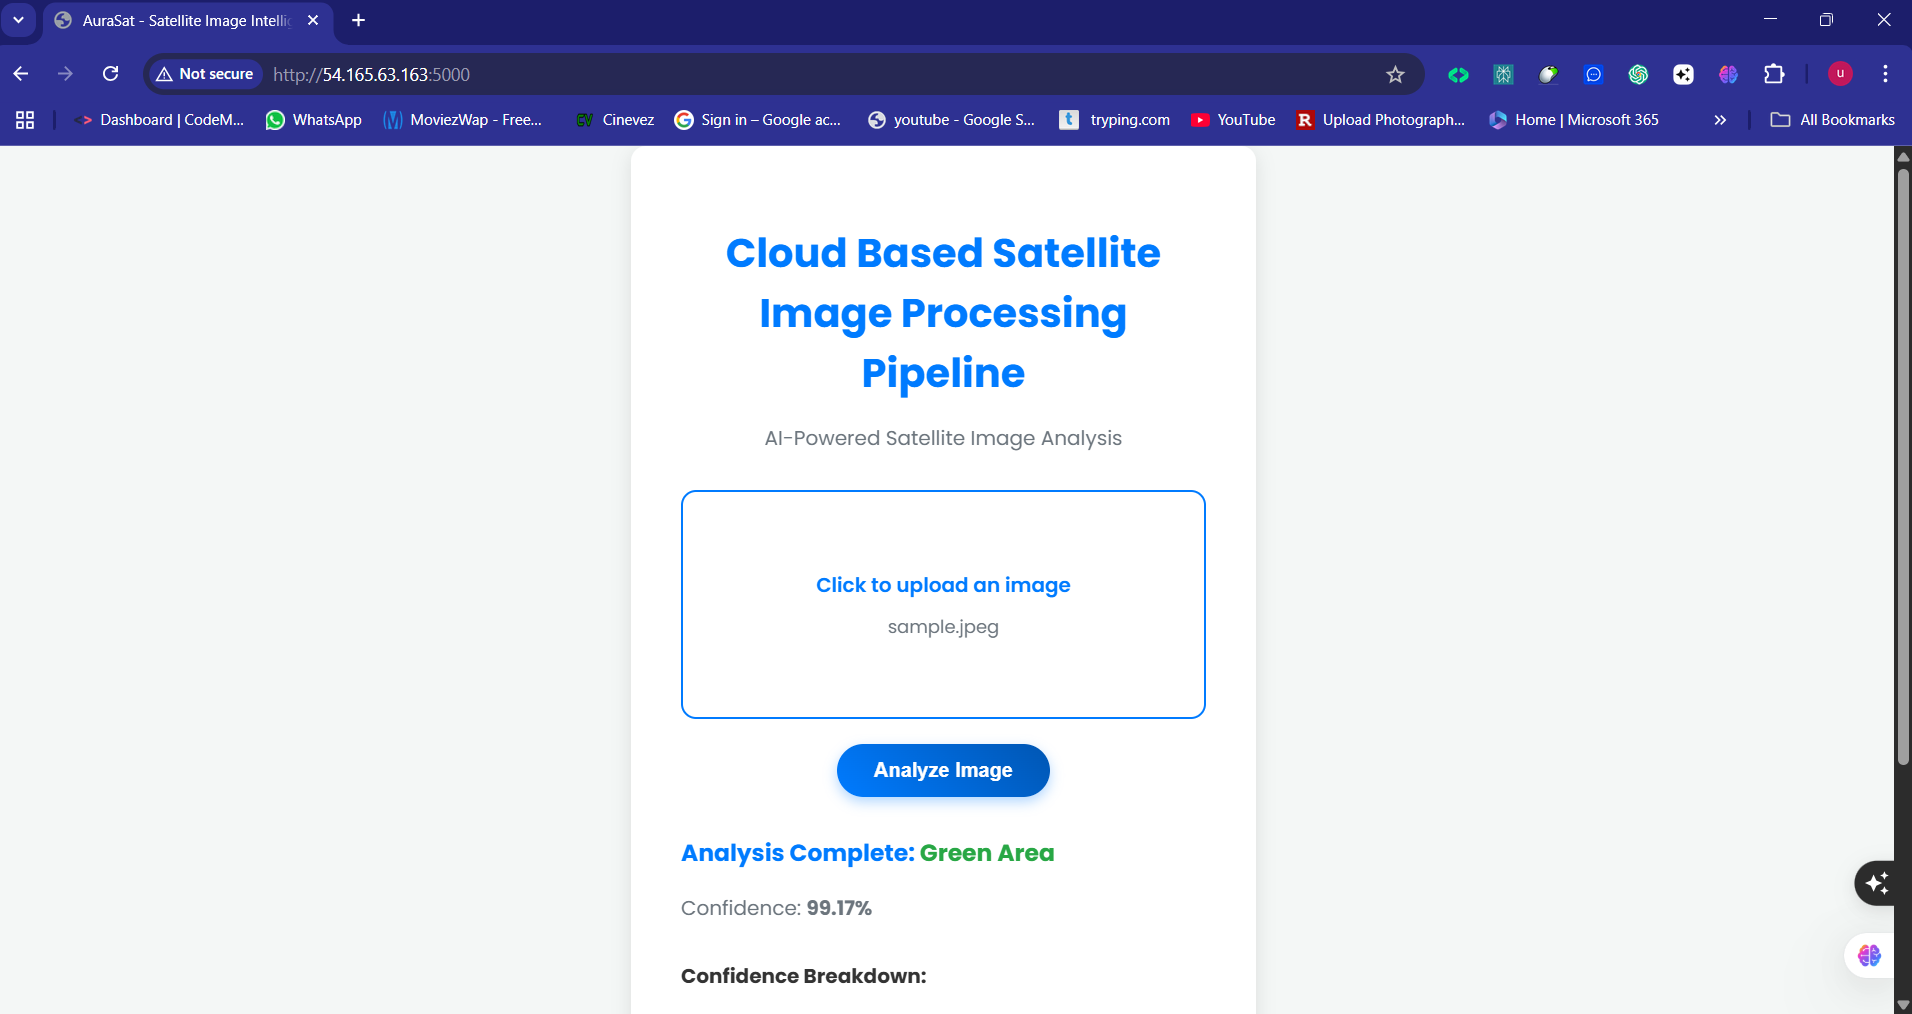 AuraSat - Satellite Image Intelli
Not secure
http://54.165.63.163:5000
u
<> Dashboard | CodeM...
WhatsApp
MoviezWap - Free...
CV Cinevez
Sign in – Google ac...
youtube - Google S...
t tryping.com
YouTube
R Upload Photograph...
Home | Microsoft 365
All Bookmarks
Cloud Based Satellite
Image Processing
Pipeline
AI-Powered Satellite Image Analysis
Click to upload an image
sample.jpeg
Analyze Image
Analysis Complete: Green Area
Confidence: 99.17%
Confidence Breakdown: